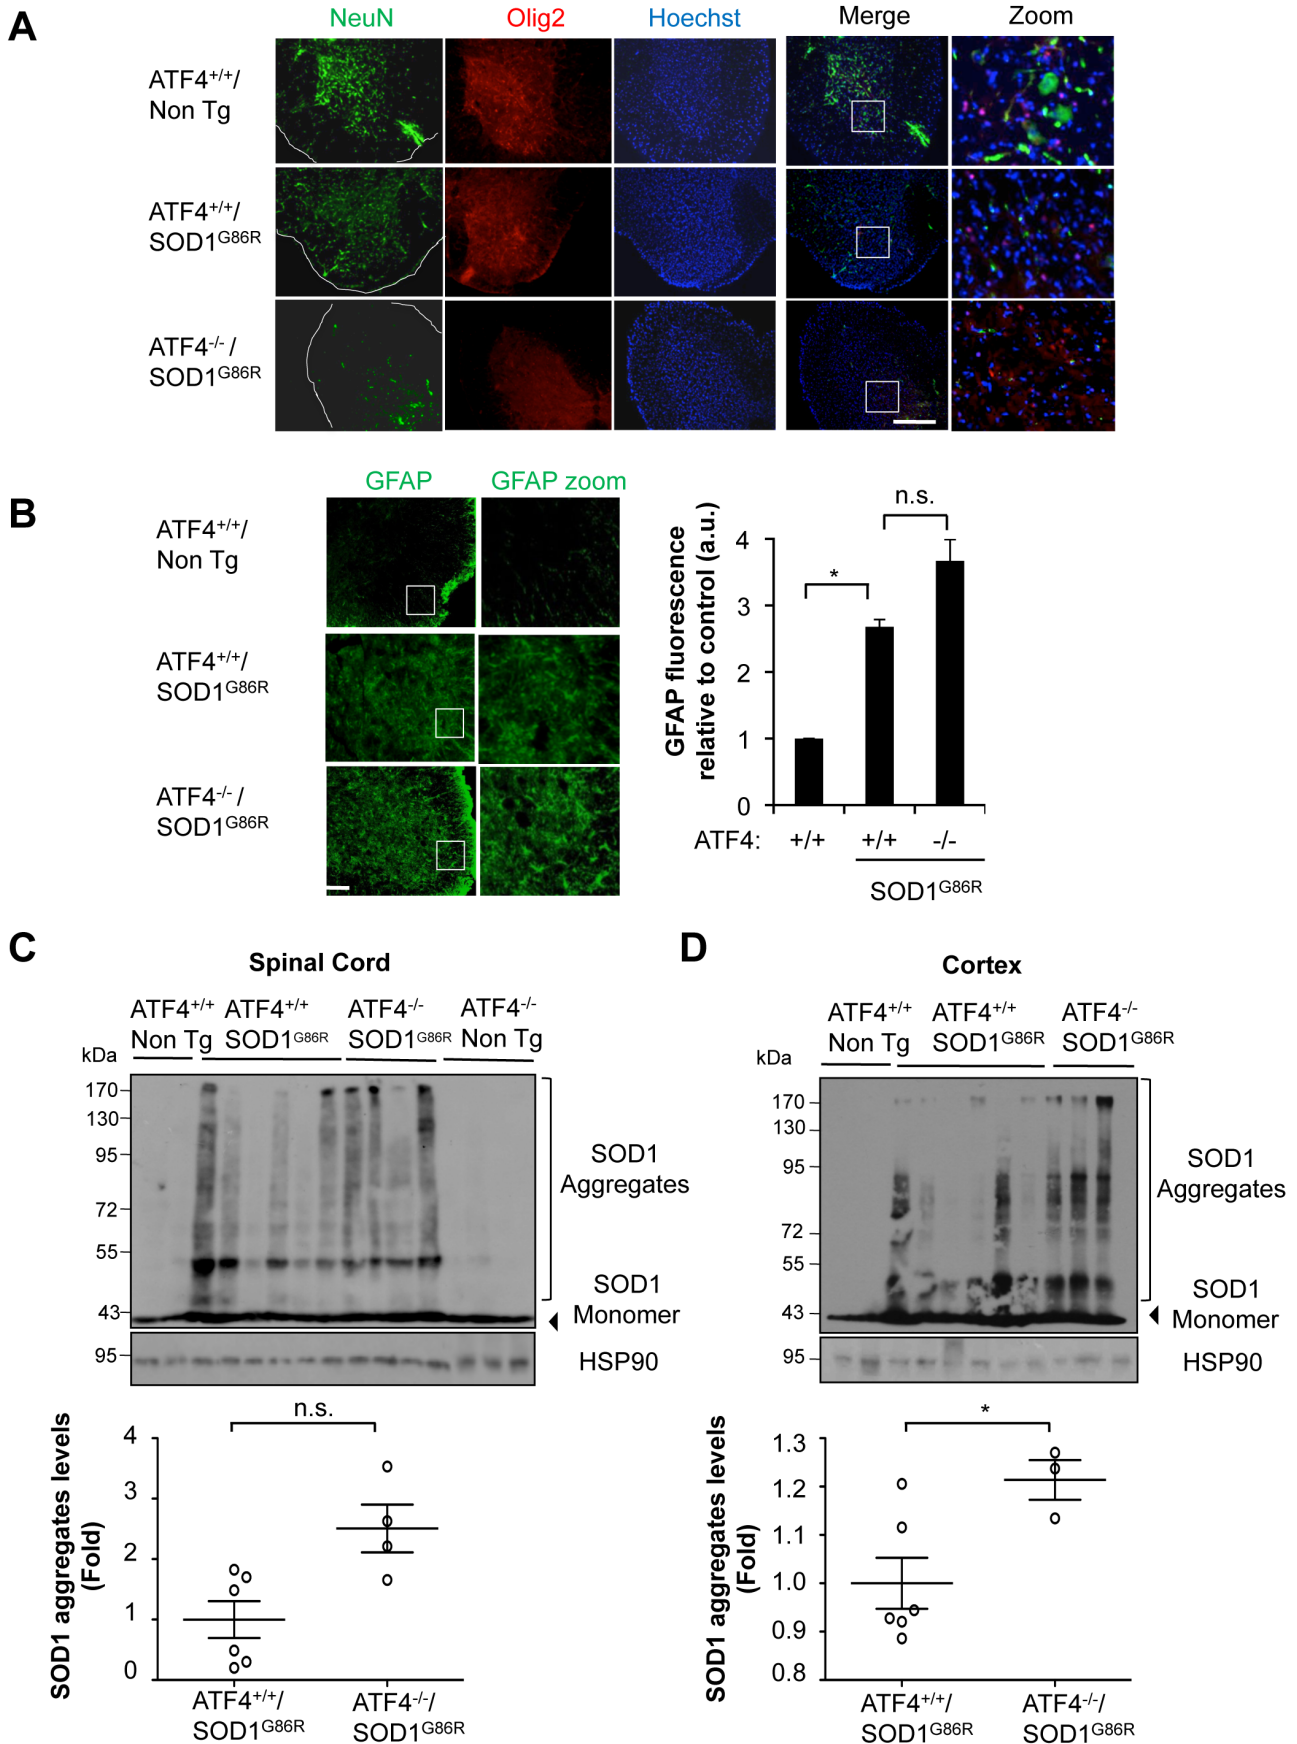 A
NeuN Olig2 Hoechst Merge Zoom
ATF4+/+/
Non Tg
ATF4+/+/
SOD1G86R
ATF4-/-/
SOD1G86R
B
GFAP GFAP zoom
ATF4+/+/
Non Tg
ATF4+/+/
SOD1G86R
ATF4-/-/
SOD1G86R
GFAP fluorescence
relative to control (a.u.)
4
3
2
1
0
*
n.s.
ATF4: +/+ +/+ -/-
SOD1G86R
C
Spinal Cord
ATF4+/+ ATF4+/+ ATF4-/- ATF4-/-
Non Tg SOD1G86R SOD1G86R Non Tg
kDa
170
130
95
72
55
43
95
SOD1
Aggregates
SOD1
Monomer
HSP90
n.s.
SOD1 aggregates levels
(Fold)
4
3
2
1
0
ATF4+/+/ ATF4-/-/
SOD1G86R SOD1G86R
D
Cortex
ATF4+/+ ATF4+/+ ATF4-/-
Non Tg SOD1G86R SOD1G86R
kDa
170
130
95
72
55
43
95
SOD1
Aggregates
SOD1
Monomer
HSP90
*
SOD1 aggregates levels
(Fold)
1.3
1.2
1.1
1.0
0.9
0.8
ATF4+/+/ ATF4-/-/
SOD1G86R SOD1G86R